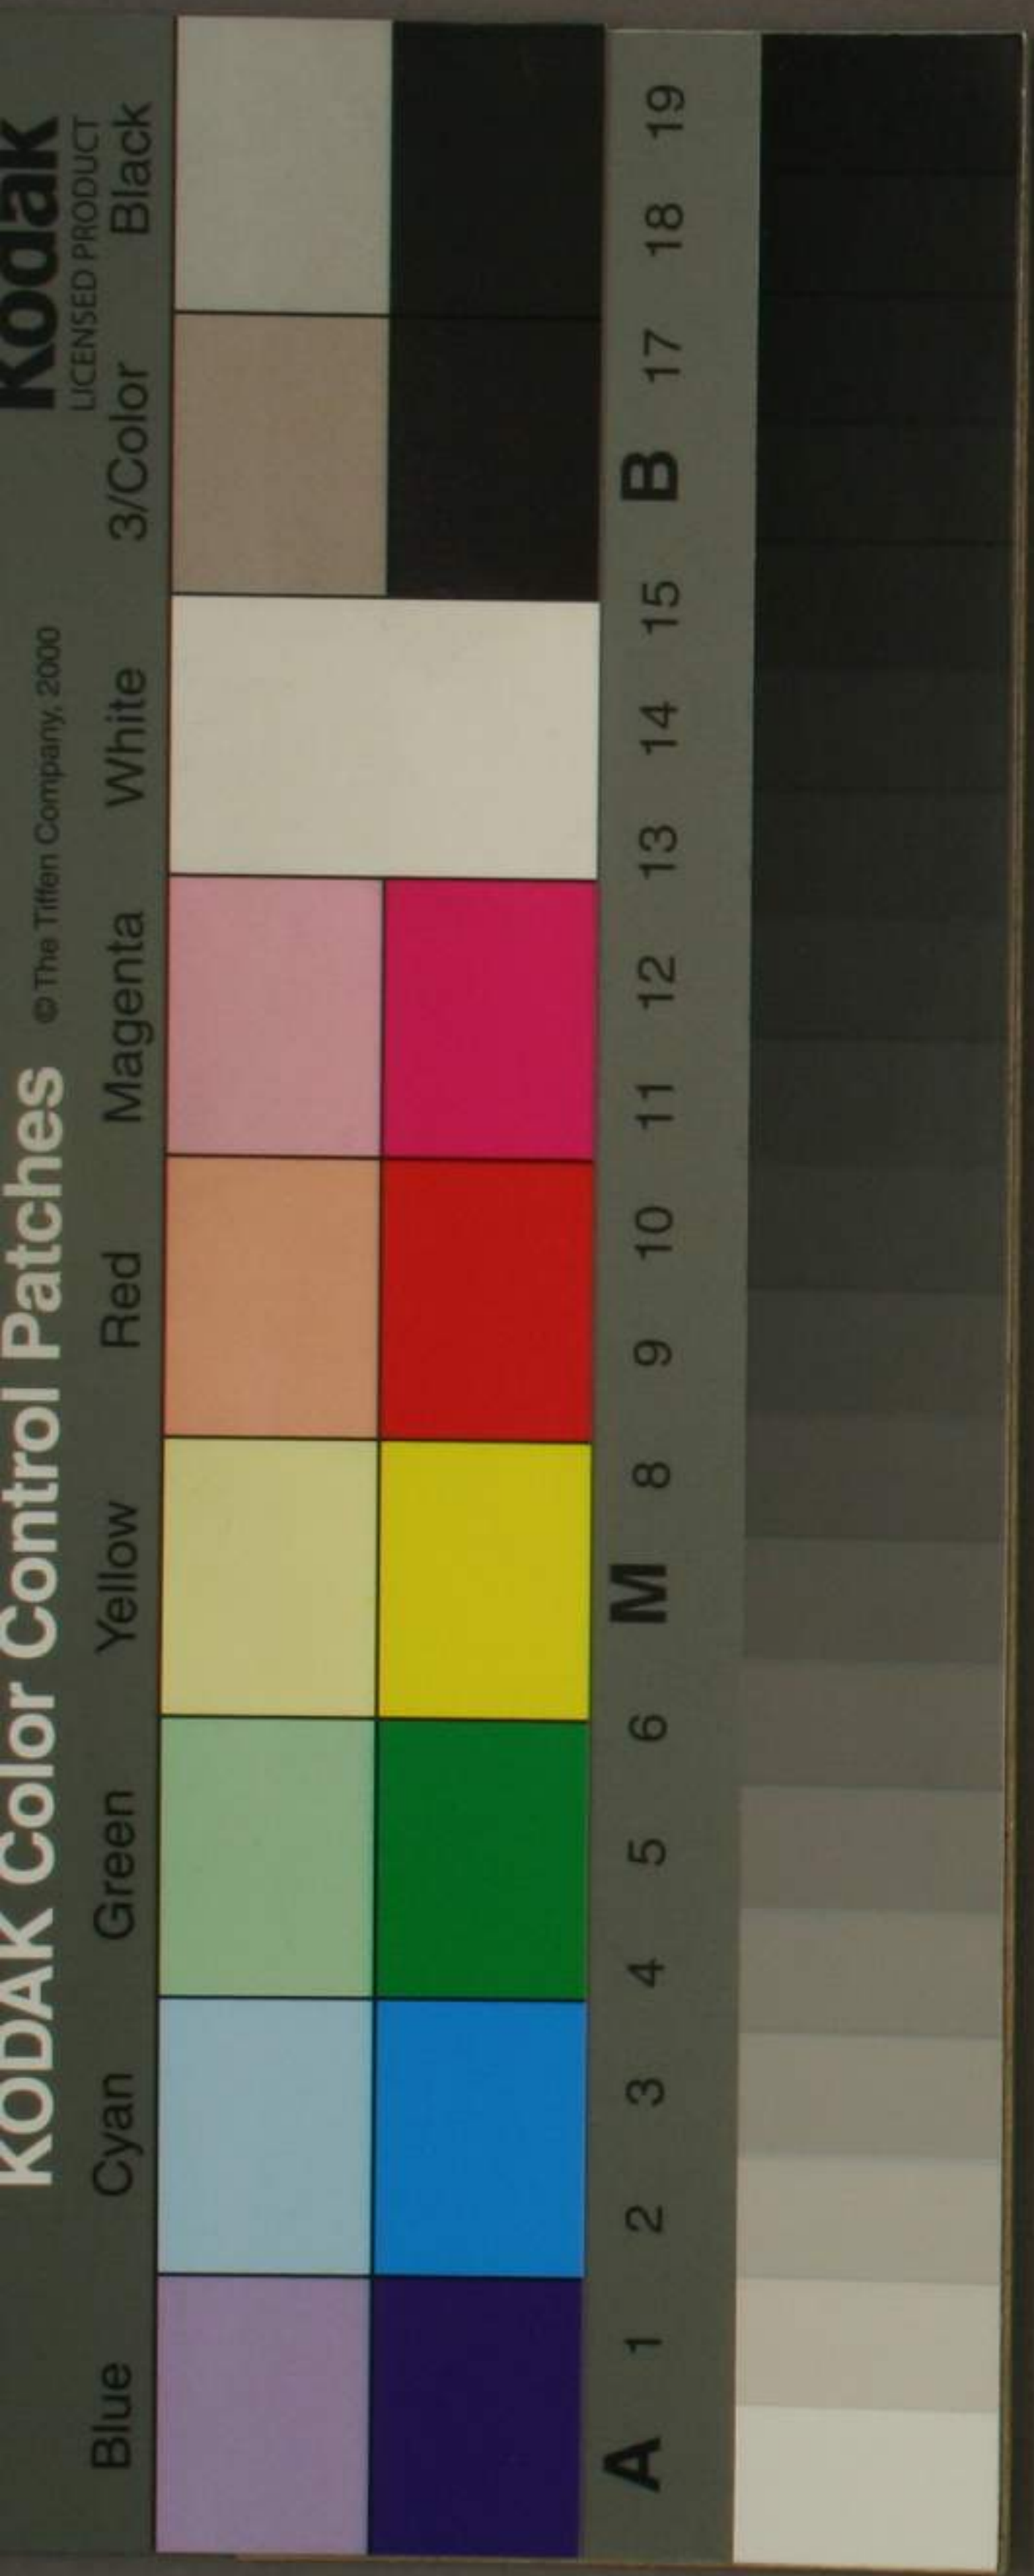 KODAK Color Control Patches
© The Tiffen Company, 2000
Kodak
LICENSED PRODUCT
Blue Cyan Green Yellow Red Magenta White 3/Color Black
A 1 2 3 4 5 6 M 8 9 10 11 12 13 14 15 B 17 18 19